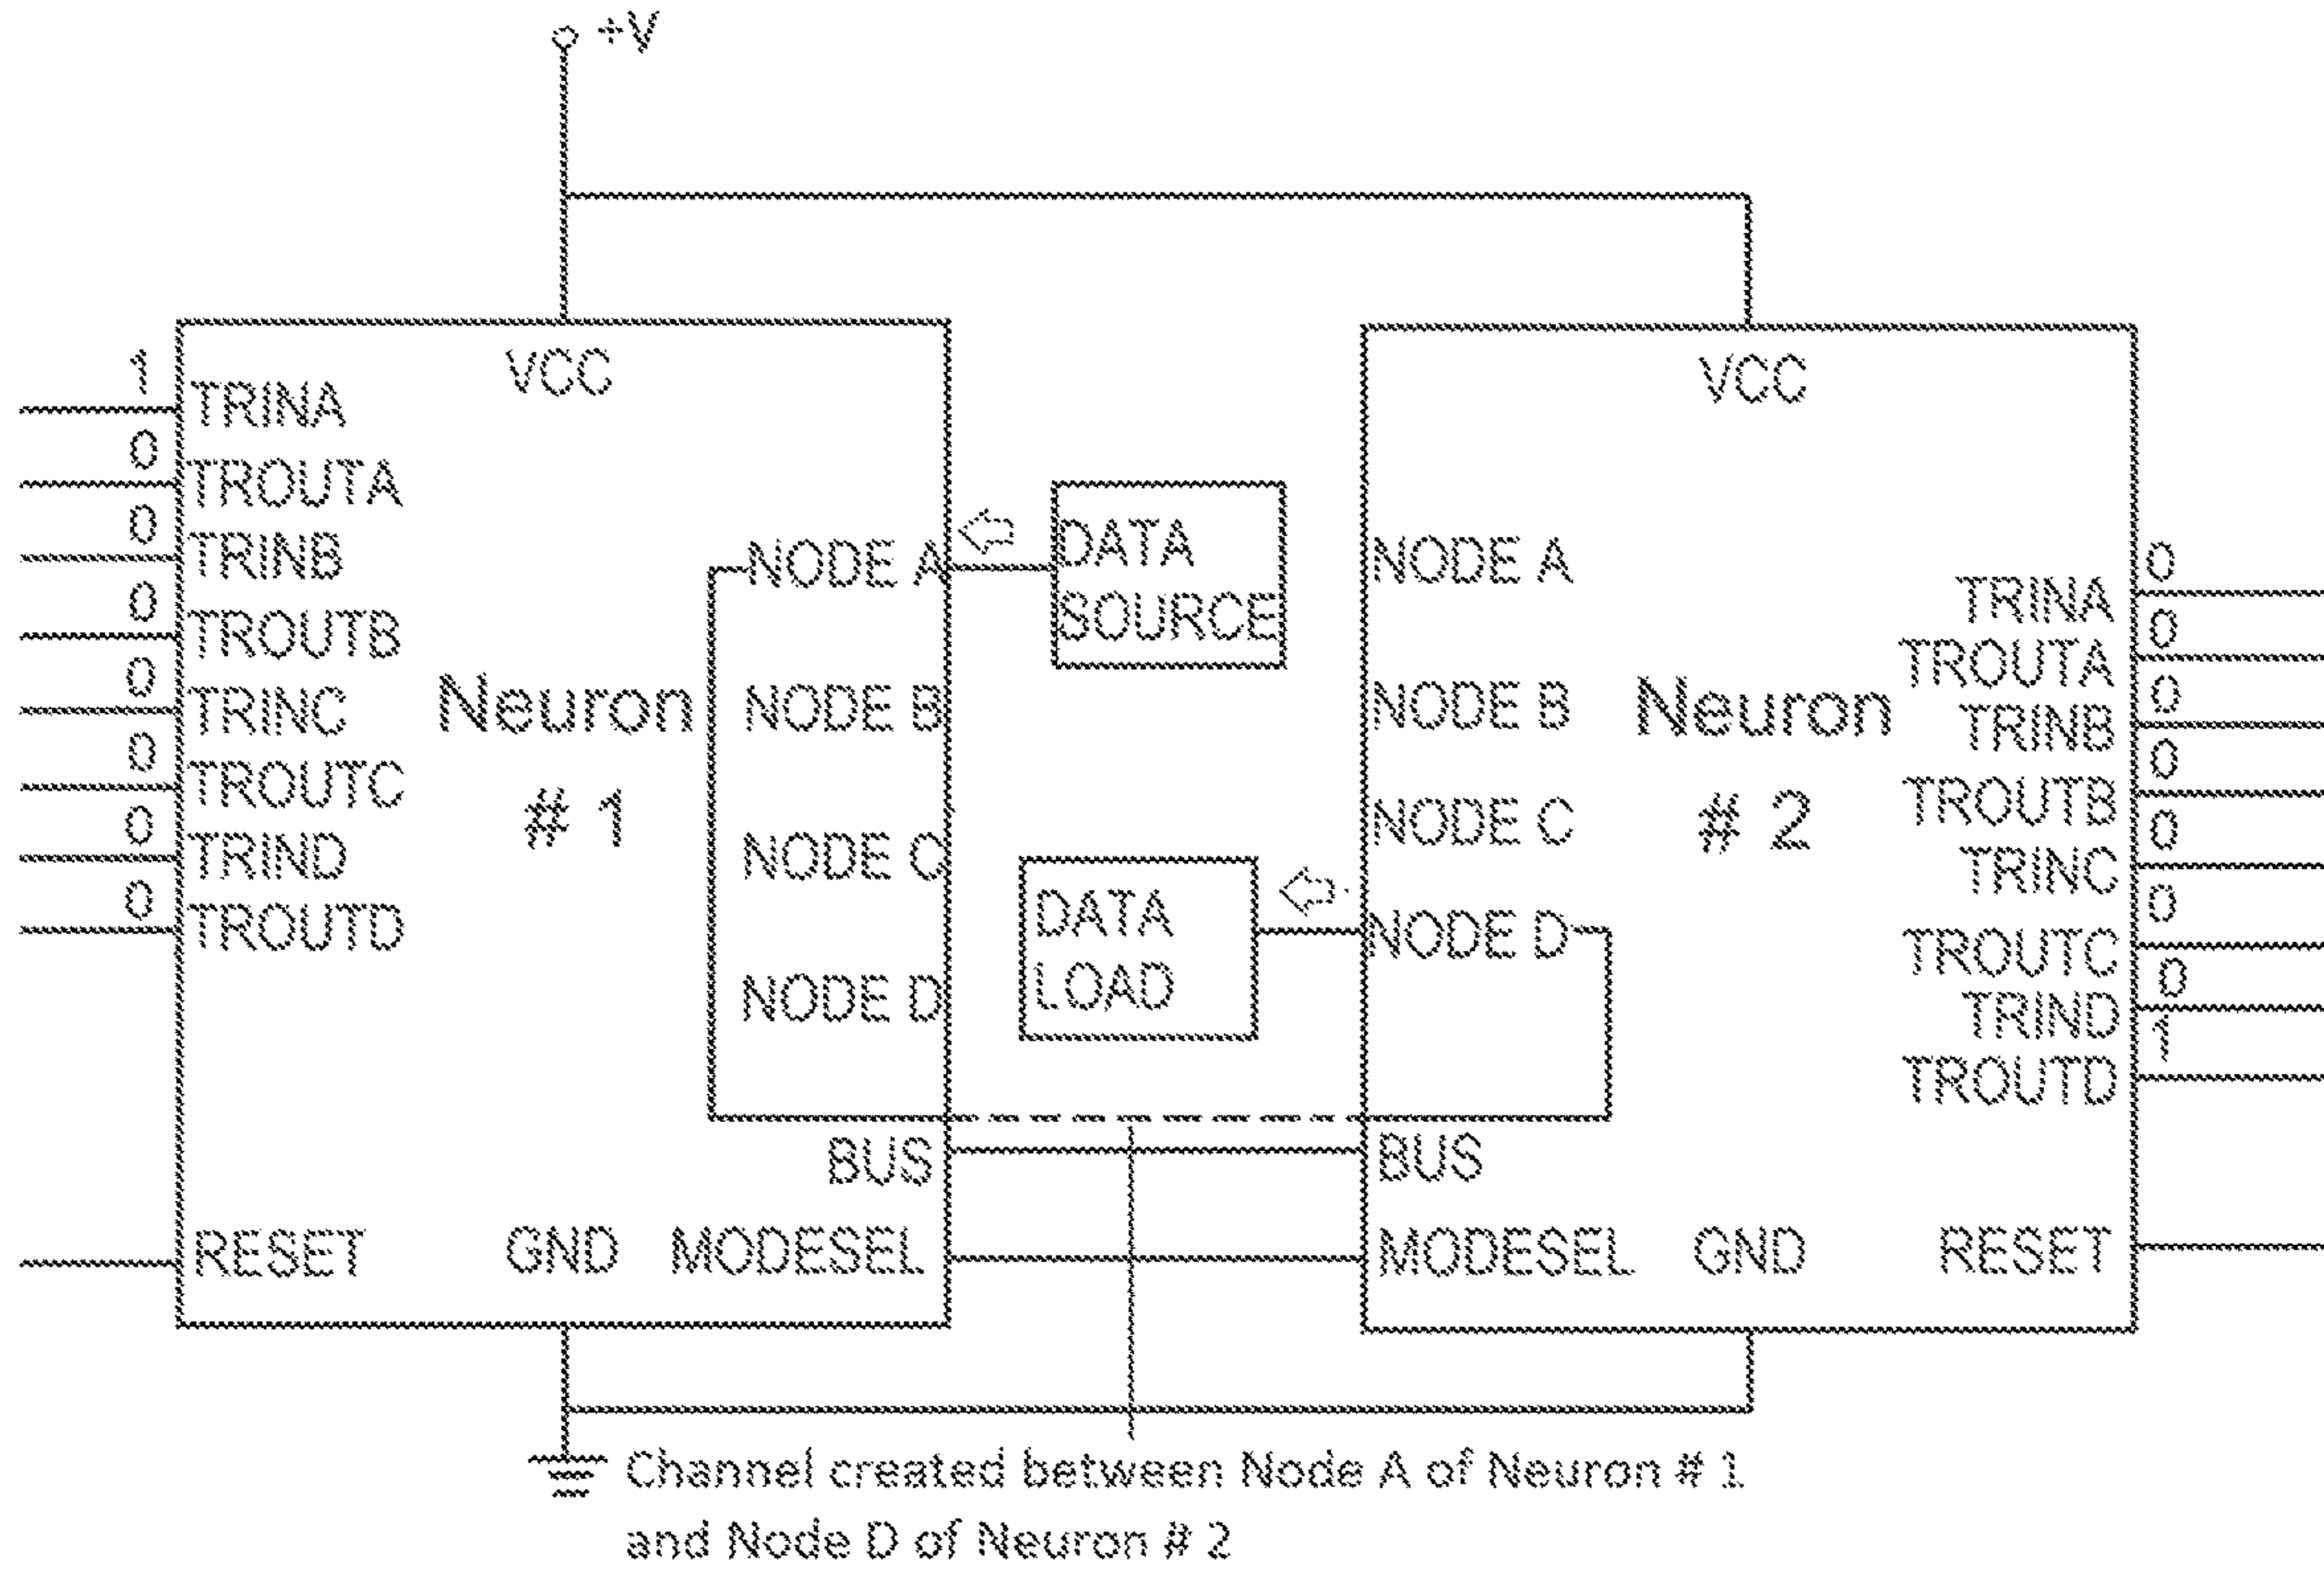 +V
VCC
1
TRINA
0
TROUTA
0
TRINB
0
TROUTB
0
TRINC
0
TROUTC
0
TRIND
0
TROUTD
Neuron
# 1
NODE A
NODE B
NODE C
NODE D
BUS
RESET
GND
MODESEL
DATA
SOURCE
DATA
LOAD
VCC
NODE A
NODE B
NODE C
NODE D
Neuron
# 2
0
TRINA
0
TROUTA
0
TRINB
0
TROUTB
0
TRINC
0
TROUTC
0
TRIND
1
TROUTD
BUS
MODESEL
GND
RESET
Channel created between Node A of Neuron # 1
and Node D of Neuron # 2